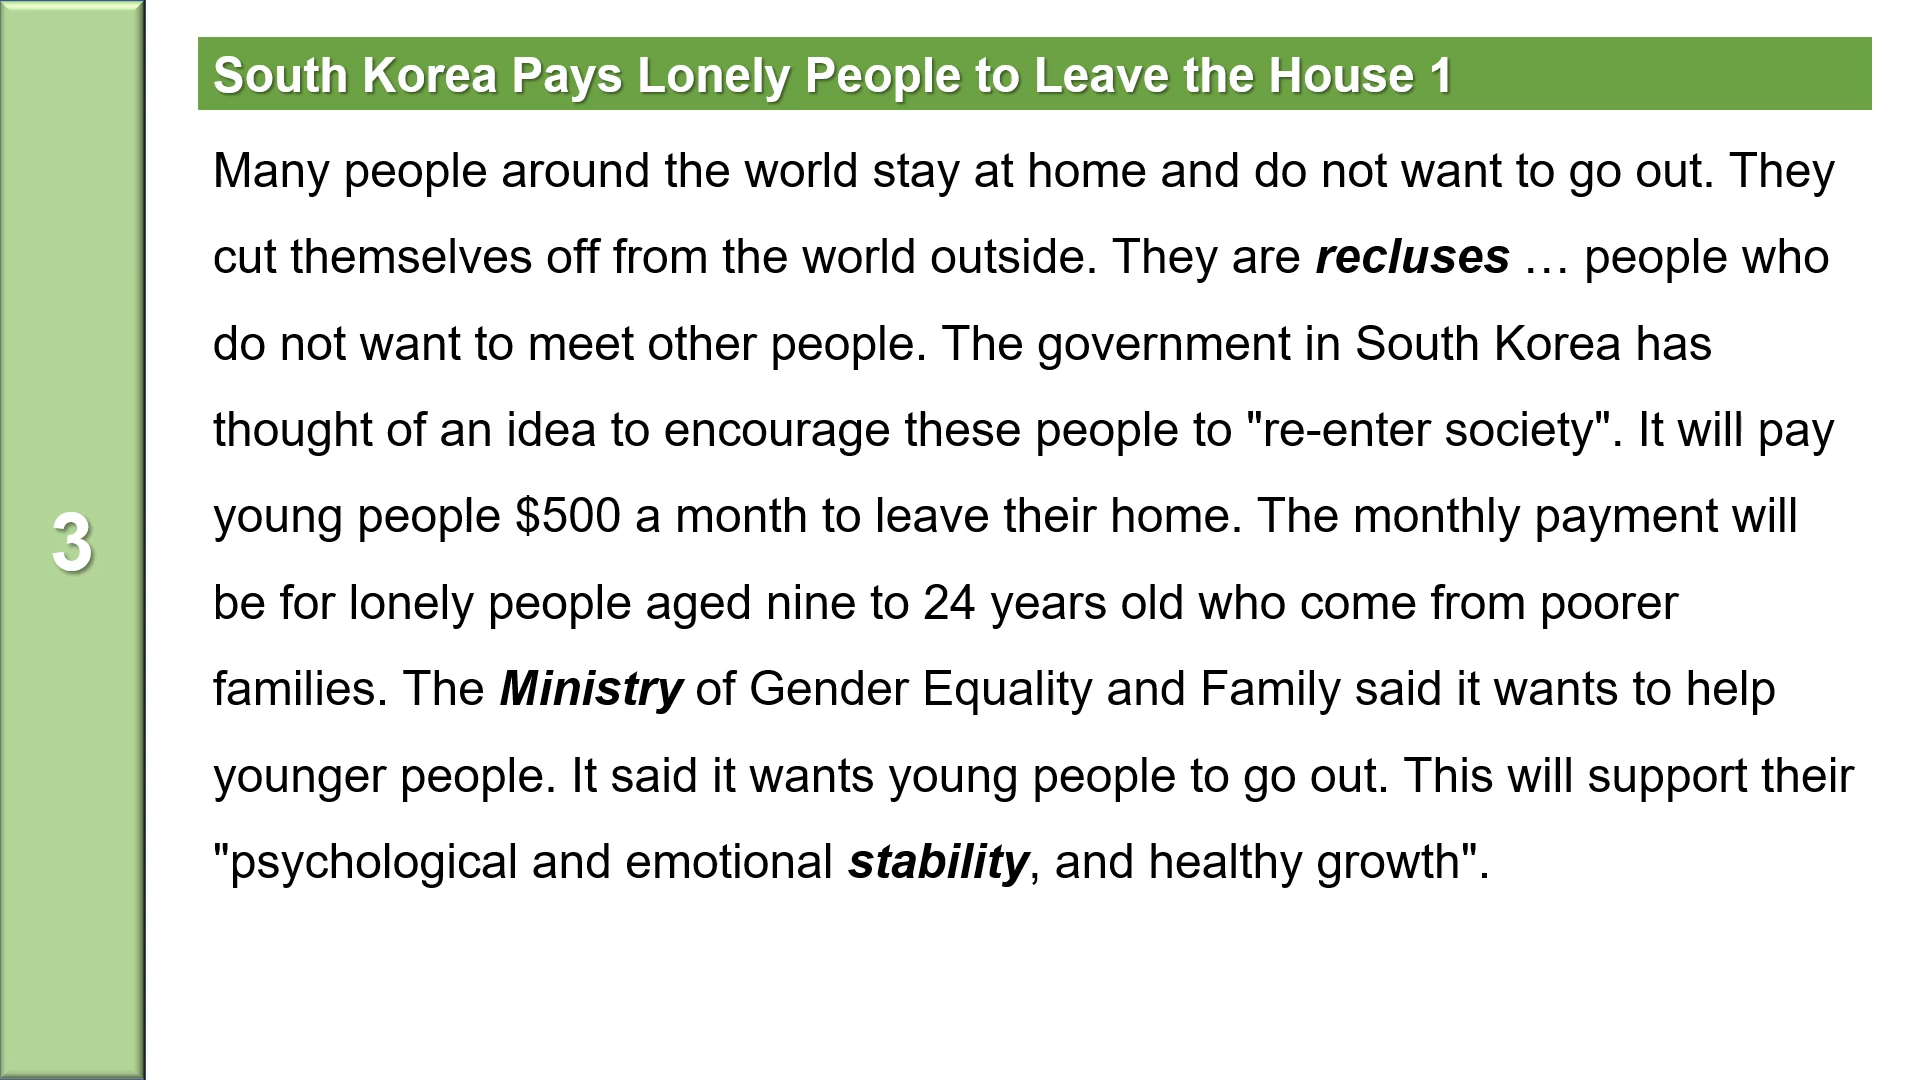 South Korea Pays Lonely People to Leave the House 1
Many people around the world stay at home and do not want to go out. They
cut themselves off from the world outside. They are recluses … people who
do not want to meet other people. The government in South Korea has
thought of an idea to encourage these people to "re-enter society". It will pay
young people $500 a month to leave their home. The monthly payment will
be for lonely people aged nine to 24 years old who come from poorer
families. The Ministry of Gender Equality and Family said it wants to help
younger people. It said it wants young people to go out. This will support their
"psychological and emotional stability, and healthy growth".
3